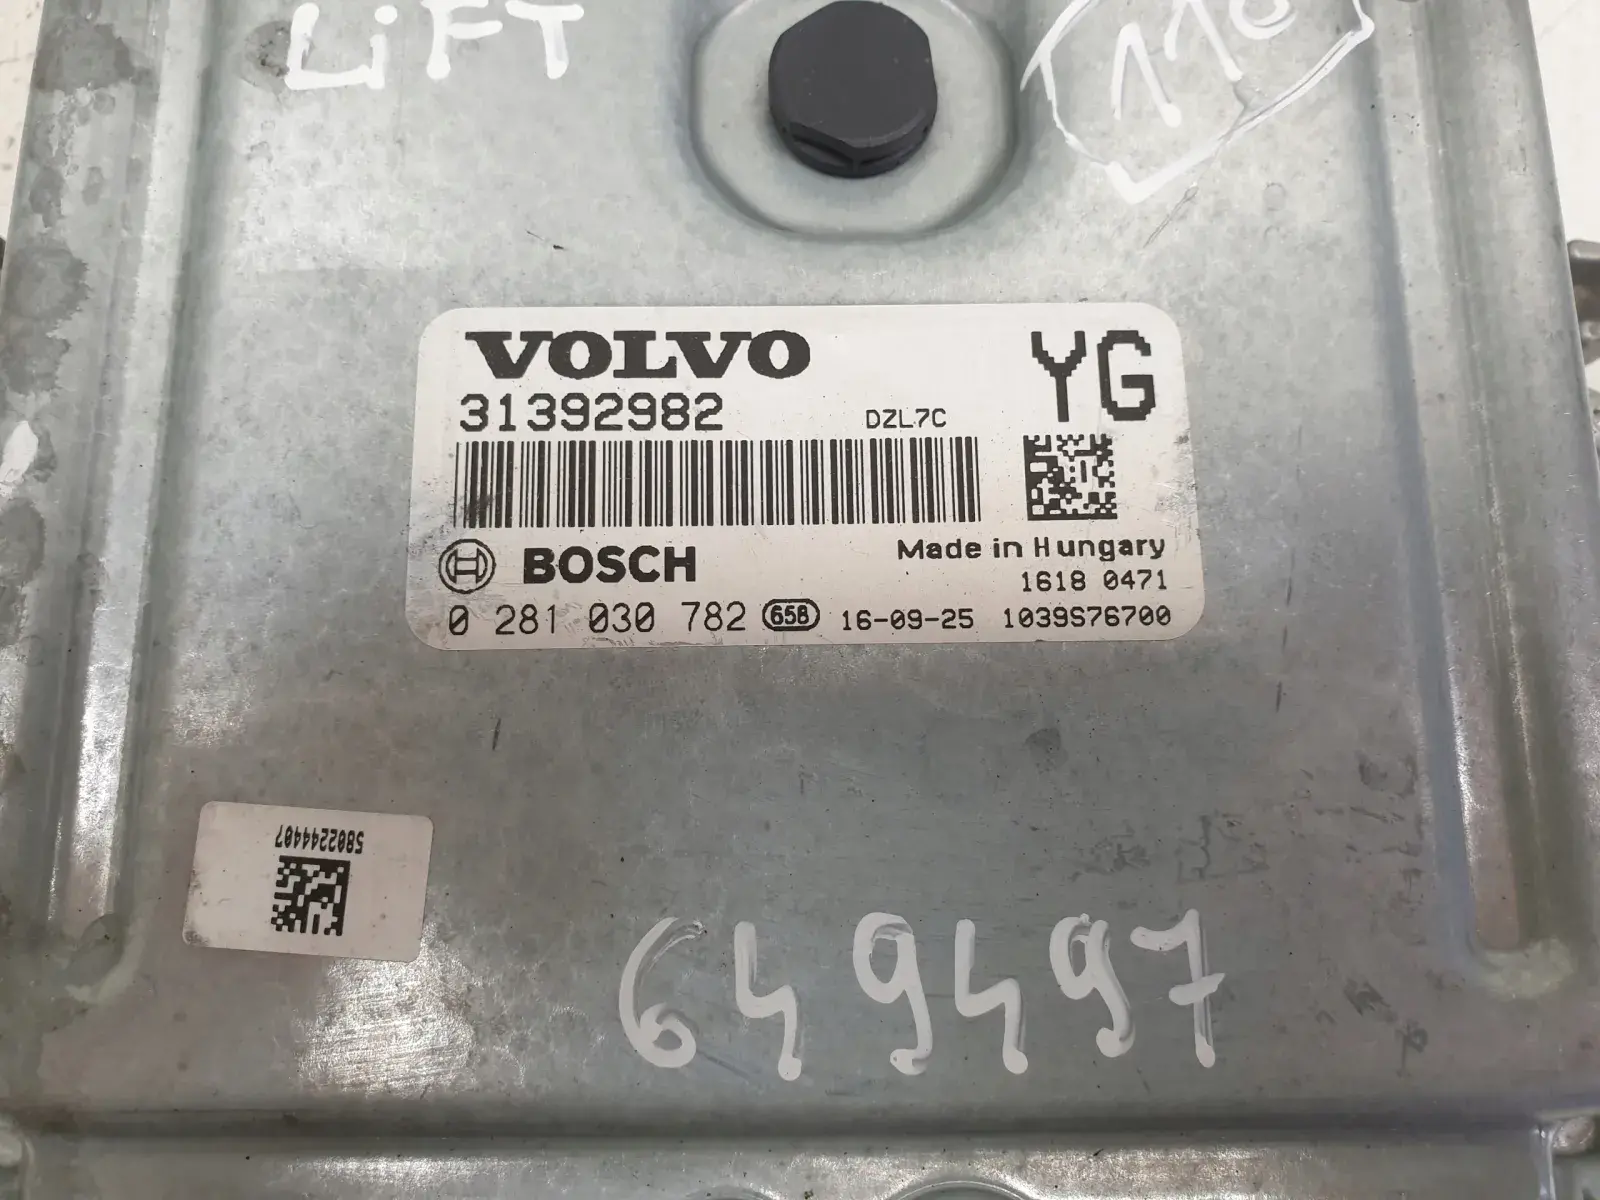 LiFT
VOLVO
YG
31392982
DZL7C
BOSCH
Made in Hungary
1618 0471
0 281 030 782 658 16-09-25 1039S76700
5802244407
649497